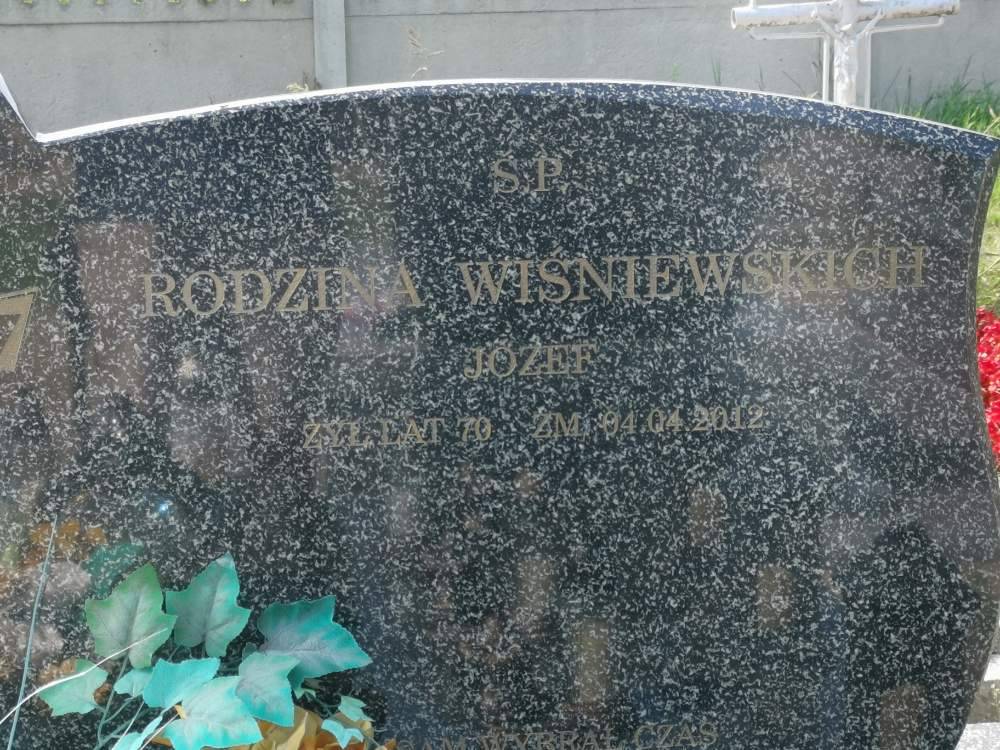 Ś.P.
RODZINA WIŚNIEWSKICH
JÓZEF
ŻYŁ LAT 70 ZM. 04.04.2012
WYBRAŁ CZAS